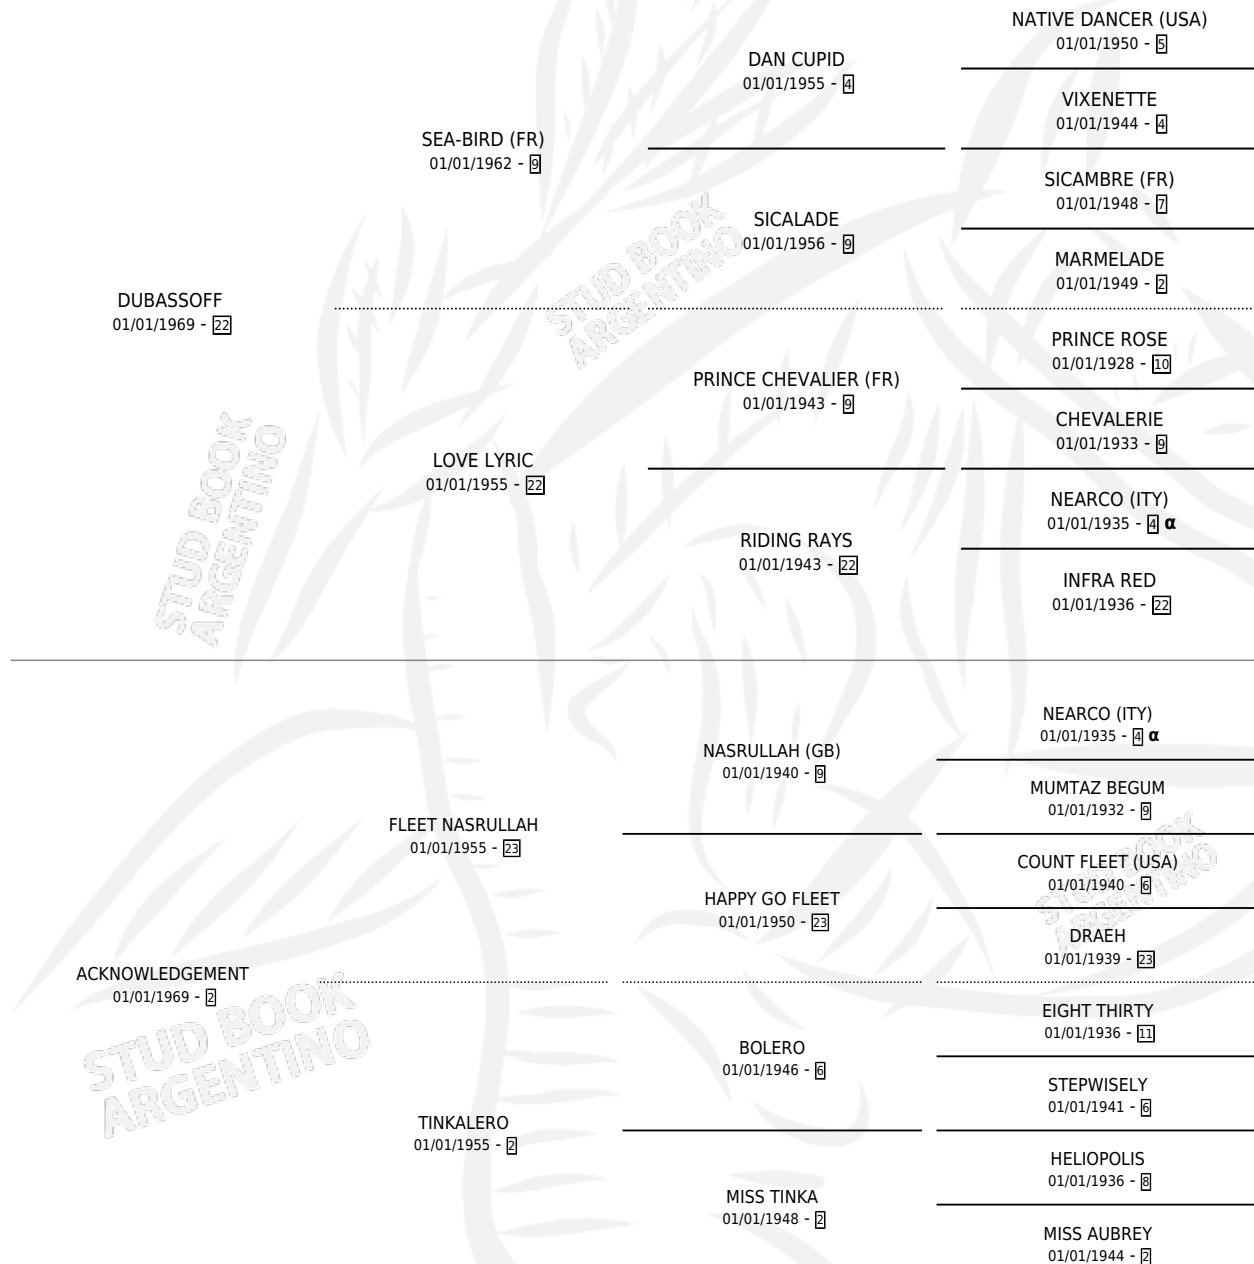 NATIVE DANCER (USA)
01/01/1950 - 5
DAN CUPID
01/01/1955 - 4
VIXENETTE
01/01/1944 - 4
SEA-BIRD (FR)
01/01/1962 - 9
SICAMBRE (FR)
01/01/1948 - 7
SICALADE
01/01/1956 - 9
MARMELADE
01/01/1949 - 2
STUD BOOK
ARGENTINO
DUBASSOFF
01/01/1969 - 22
PRINCE ROSE
01/01/1928 - 10
PRINCE CHEVALIER (FR)
01/01/1943 - 9
CHEVALERIE
01/01/1933 - 9
LOVE LYRIC
01/01/1955 - 22
NEARCO (ITY)
01/01/1935 - 4 α
RIDING RAYS
01/01/1943 - 22
INFRA RED
01/01/1936 - 22
STUD BOOK
ARGENTINO
NEARCO (ITY)
01/01/1935 - 4 α
NASRULLAH (GB)
01/01/1940 - 9
MUMTAZ BEGUM
01/01/1932 - 9
FLEET NASRULLAH
01/01/1955 - 23
COUNT FLEET (USA)
01/01/1940 - 6
HAPPY GO FLEET
01/01/1950 - 23
DRAEH
01/01/1939 - 23
STUD BOOK
ARGENTINO
ACKNOWLEDGEMENT
01/01/1969 - 2
EIGHT THIRTY
01/01/1936 - 11
BOLERO
01/01/1946 - 6
STEPWISELY
01/01/1941 - 6
TINKALERO
01/01/1955 - 2
HELIOPOLIS
01/01/1936 - 8
MISS TINKA
01/01/1948 - 2
MISS AUBREY
01/01/1944 - 2
STUD BOOK
ARGENTINO